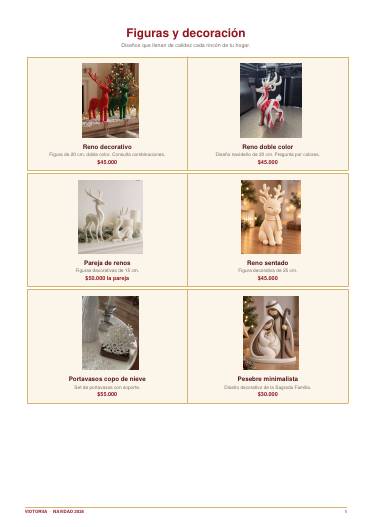 Figuras y decoración
Diseños que llenan de calidez cada rincón de tu hogar.
Reno decorativo
Figura de 20 cm, doble color. Consulta combinaciones.
$45.000
Reno doble color
Diseño navideño de 25 cm. Pregunta por colores.
$45.000
Pareja de renos
Figuras decorativas de 15 cm.
$50.000 la pareja
Reno sentado
Figura decorativa de 25 cm.
$45.000
Portavasos copo de nieve
Set de portavasos con soporte.
$55.000
Pesebre minimalista
Diseño decorativo de la Sagrada Familia.
$30.000
NAVIDAD 2026